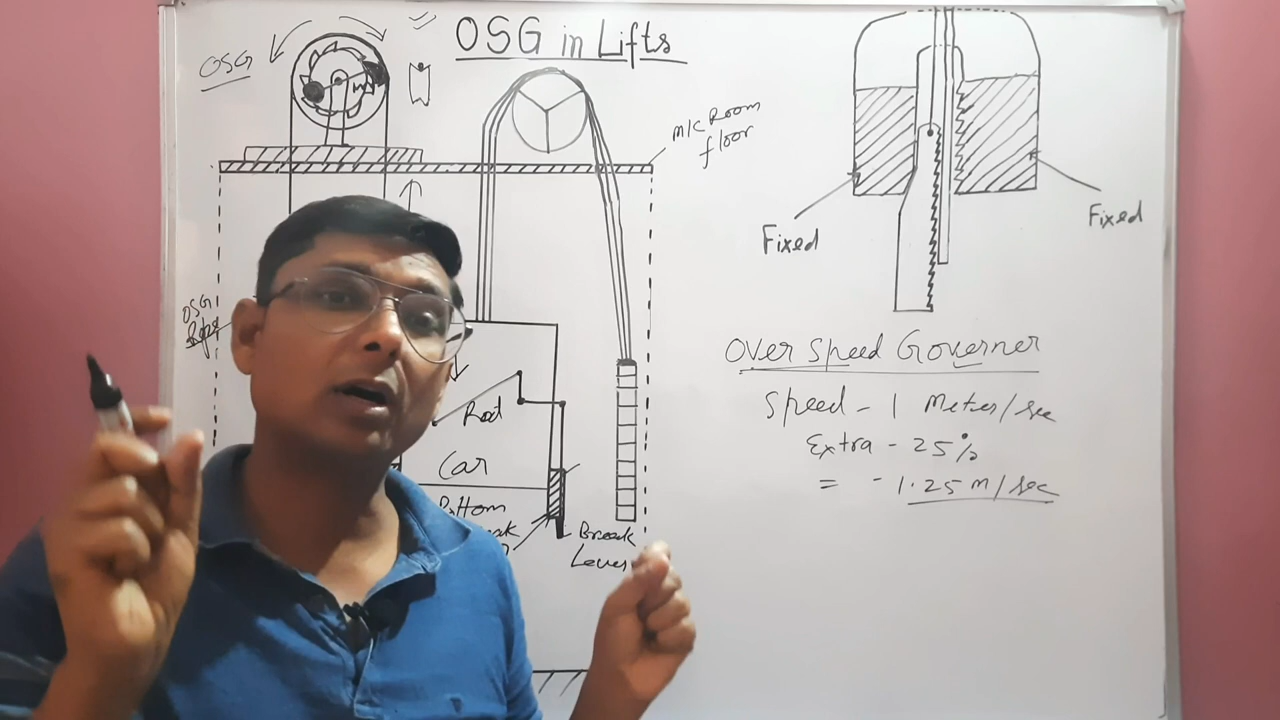 OSG in Lifts
OSG
M/C Room
floor
Fixed
Fixed
OSG
Rope
Over Speed Governer
Speed - 1 Meter/sec
Extra - 25%
= - 1.25 m/sec
Rod
Car
Bottom
Break
Lever